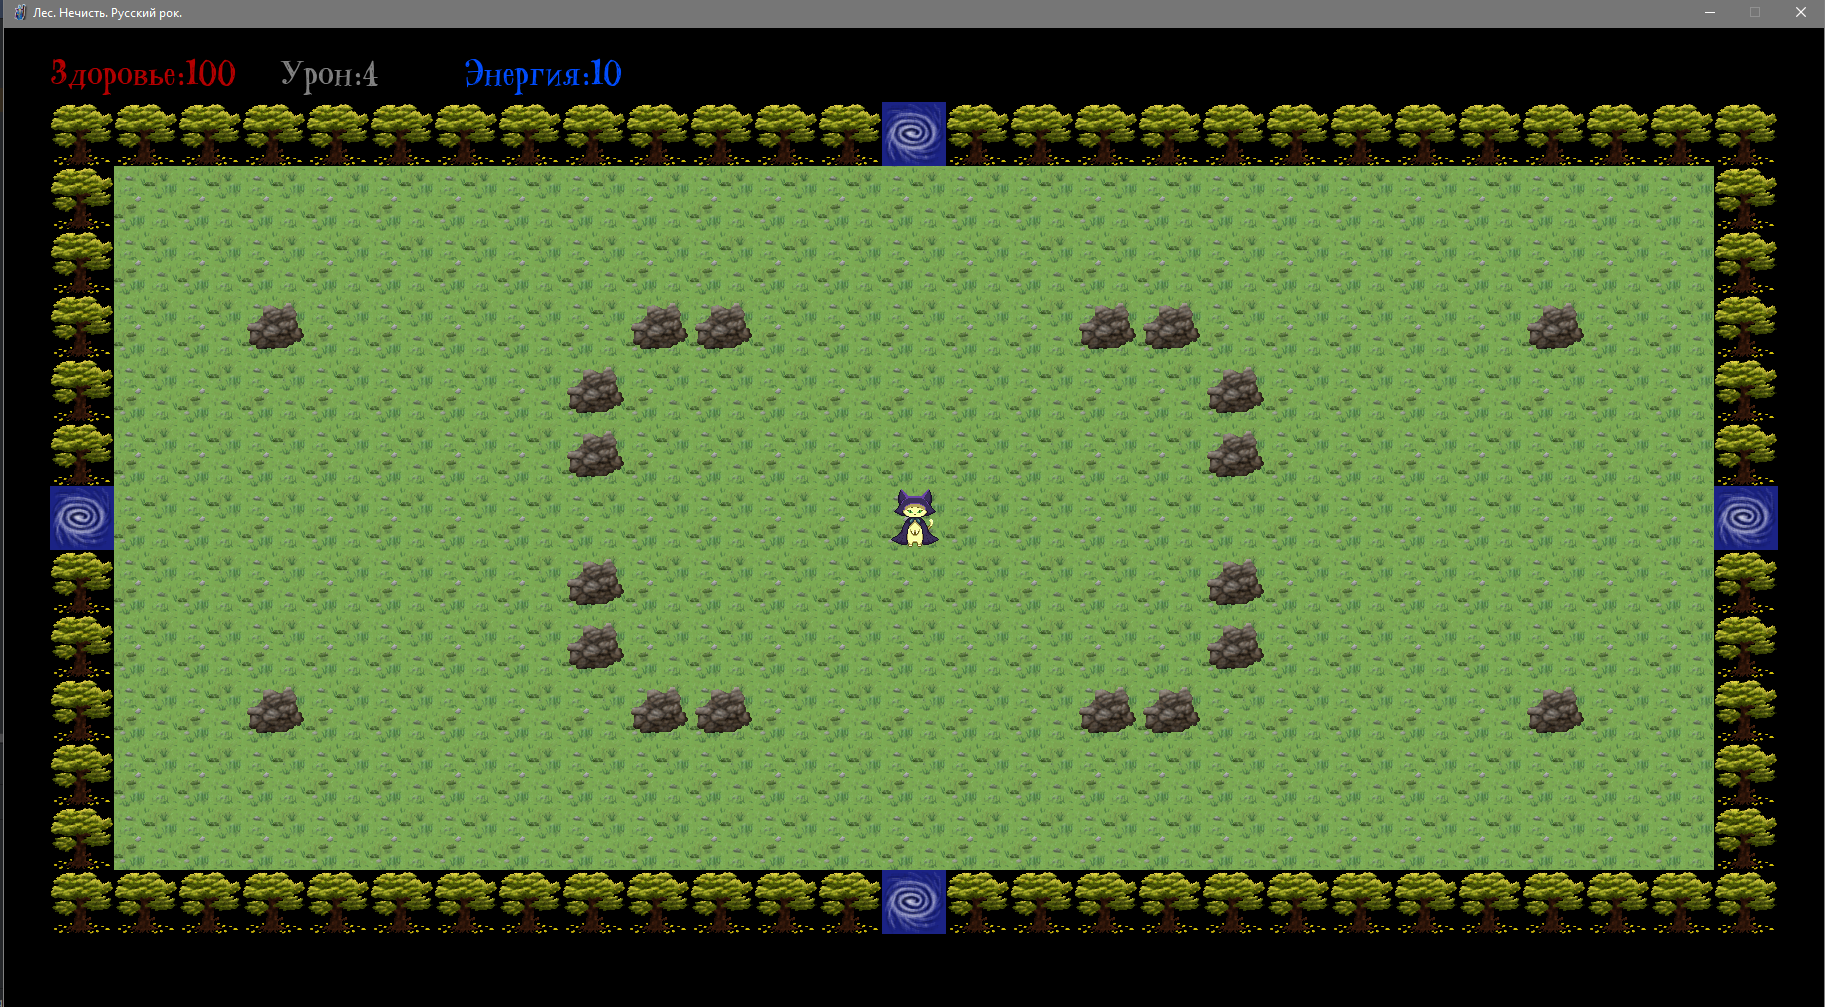 Лес. Нечисть. Русский рок.
Здоровье:100 Урон:4 Энергия:10